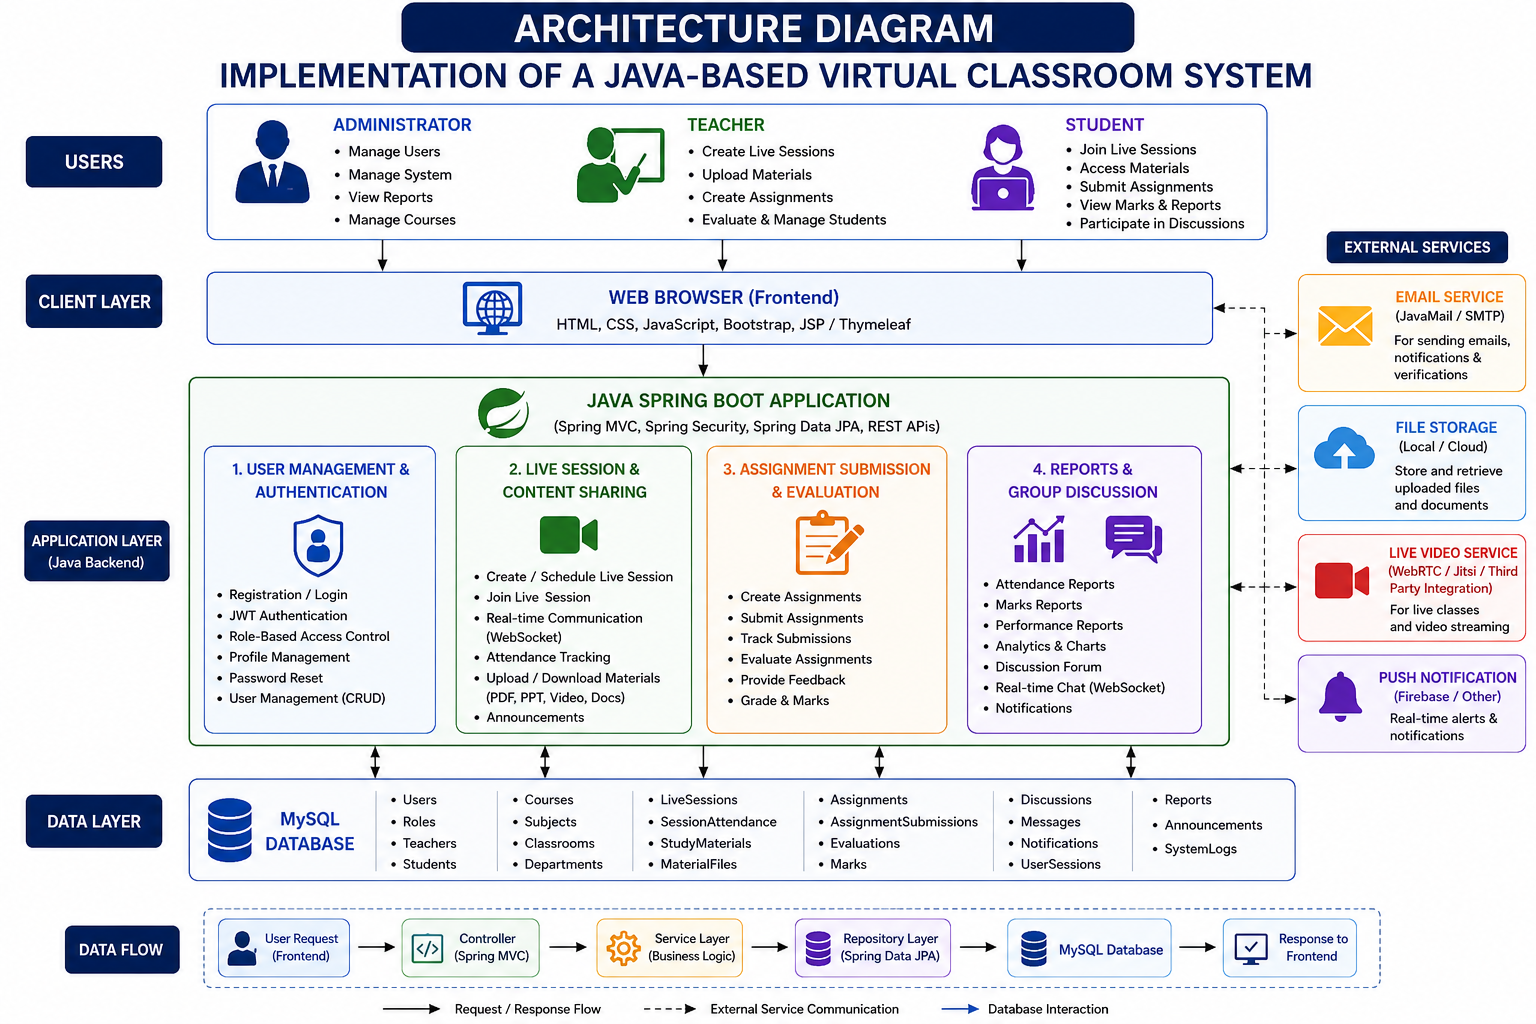 ARCHITECTURE DIAGRAM
IMPLEMENTATION OF A JAVA-BASED VIRTUAL CLASSROOM SYSTEM
USERS
ADMINISTRATOR
• Manage Users
• Manage System
• View Reports
• Manage Courses
TEACHER
• Create Live Sessions
• Upload Materials
• Create Assignments
• Evaluate & Manage Students
STUDENT
• Join Live Sessions
• Access Materials
• Submit Assignments
• View Marks & Reports
• Participate in Discussions
CLIENT LAYER
WEB BROWSER (Frontend)
HTML, CSS, JavaScript, Bootstrap, JSP / Thymeleaf
APPLICATION LAYER
(Java Backend)
JAVA SPRING BOOT APPLICATION
(Spring MVC, Spring Security, Spring Data JPA, REST APIs)
1. USER MANAGEMENT &
AUTHENTICATION
• Registration / Login
• JWT Authentication
• Role-Based Access Control
• Profile Management
• Password Reset
• User Management (CRUD)
2. LIVE SESSION &
CONTENT SHARING
• Create / Schedule Live Session
• Join Live Session
• Real-time Communication
(WebSocket)
• Attendance Tracking
• Upload / Download Materials
(PDF, PPT, Video, Docs)
• Announcements
3. ASSIGNMENT SUBMISSION
& EVALUATION
• Create Assignments
• Submit Assignments
• Track Submissions
• Evaluate Assignments
• Provide Feedback
• Grade & Marks
4. REPORTS &
GROUP DISCUSSION
• Attendance Reports
• Marks Reports
• Performance Reports
• Analytics & Charts
• Discussion Forum
• Real-time Chat (WebSocket)
• Notifications
EXTERNAL SERVICES
EMAIL SERVICE
(JavaMail / SMTP)
For sending emails,
notifications &
verifications
FILE STORAGE
(Local / Cloud)
Store and retrieve
uploaded files
and documents
LIVE VIDEO SERVICE
(WebRTC / Jitsi / Third
Party Integration)
For live classes
and video streaming
PUSH NOTIFICATION
(Firebase / Other)
Real-time alerts &
notifications
DATA LAYER
MySQL
DATABASE
• Users
• Roles
• Teachers
• Students
• Courses
• Subjects
• Classrooms
• Departments
• LiveSessions
• SessionAttendance
• StudyMaterials
• MaterialFiles
• Assignments
• AssignmentSubmissions
• Evaluations
• Marks
• Discussions
• Messages
• Notifications
• UserSessions
• Reports
• Announcements
• SystemLogs
DATA FLOW
User Request
(Frontend)
Controller
(Spring MVC)
Service Layer
(Business Logic)
Repository Layer
(Spring Data JPA)
MySQL Database
Response to
Frontend
Request / Response Flow
External Service Communication
Database Interaction